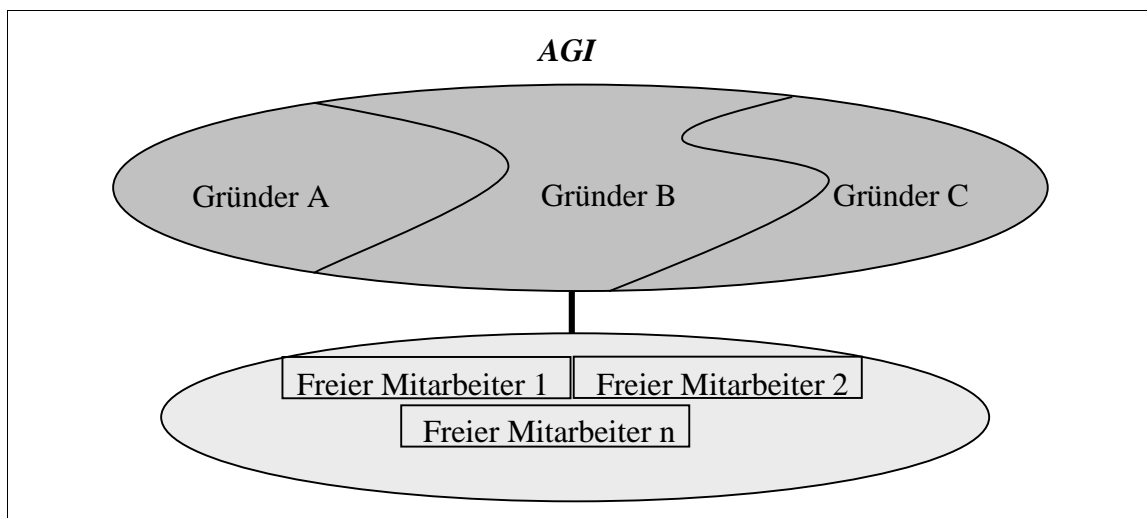 AGI
Gründer A
Gründer B
Gründer C
Freier Mitarbeiter 1
Freier Mitarbeiter 2
Freier Mitarbeiter n